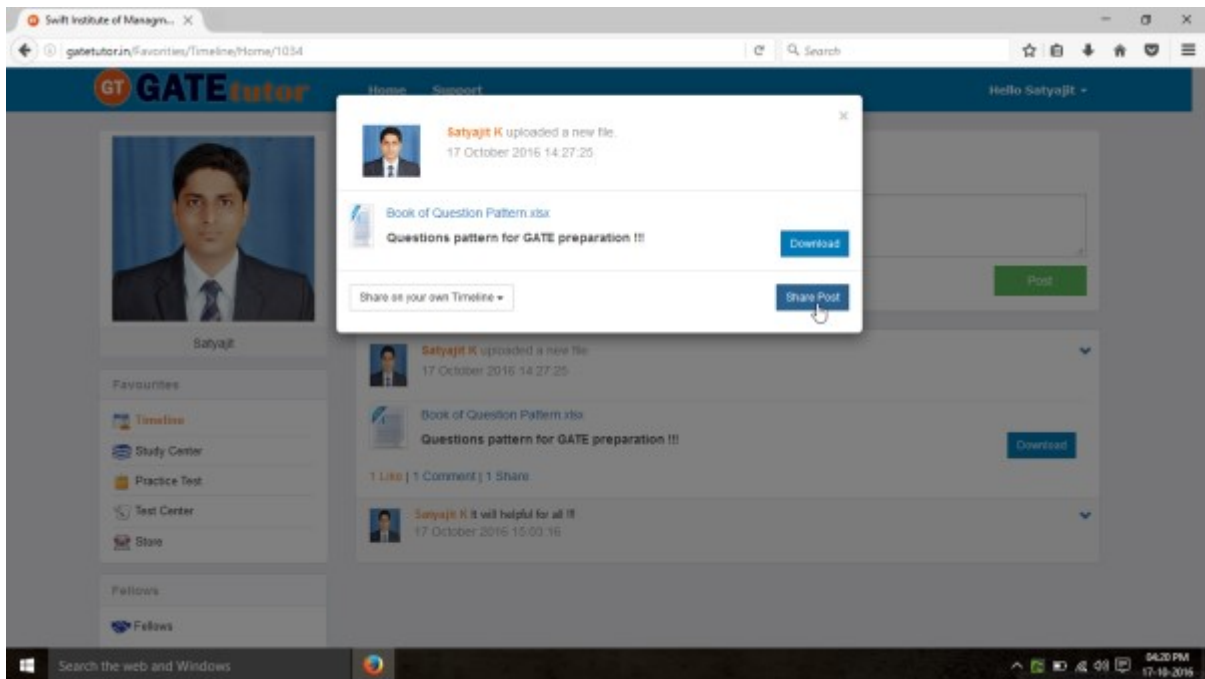 Swift Institute of Managm...
gatetutor.in/Favorities/Timeline/Home/1034
Search
GT GATEtutor
Home Support
Hello Satyajit
Satyajit K uploaded a new file.
17 October 2016 14:27:25
Book of Question Pattern.xlsx
Questions pattern for GATE preparation !!!
Download
Share on your own Timeline
Share Post
Post
Satyajit
Favourites
Timeline
Study Center
Practice Test
Test Center
Store
Fellows
Fellows
Satyajit K uploaded a new file
17 October 2016 14:27:25
Book of Question Pattern.xlsx
Questions pattern for GATE preparation !!!
Download
1 Like | 1 Comment | 1 Share
Satyajit K It will helpful for all !!!
17 October 2016 15:03:16
Search the web and Windows
04:20 PM
17-10-2016